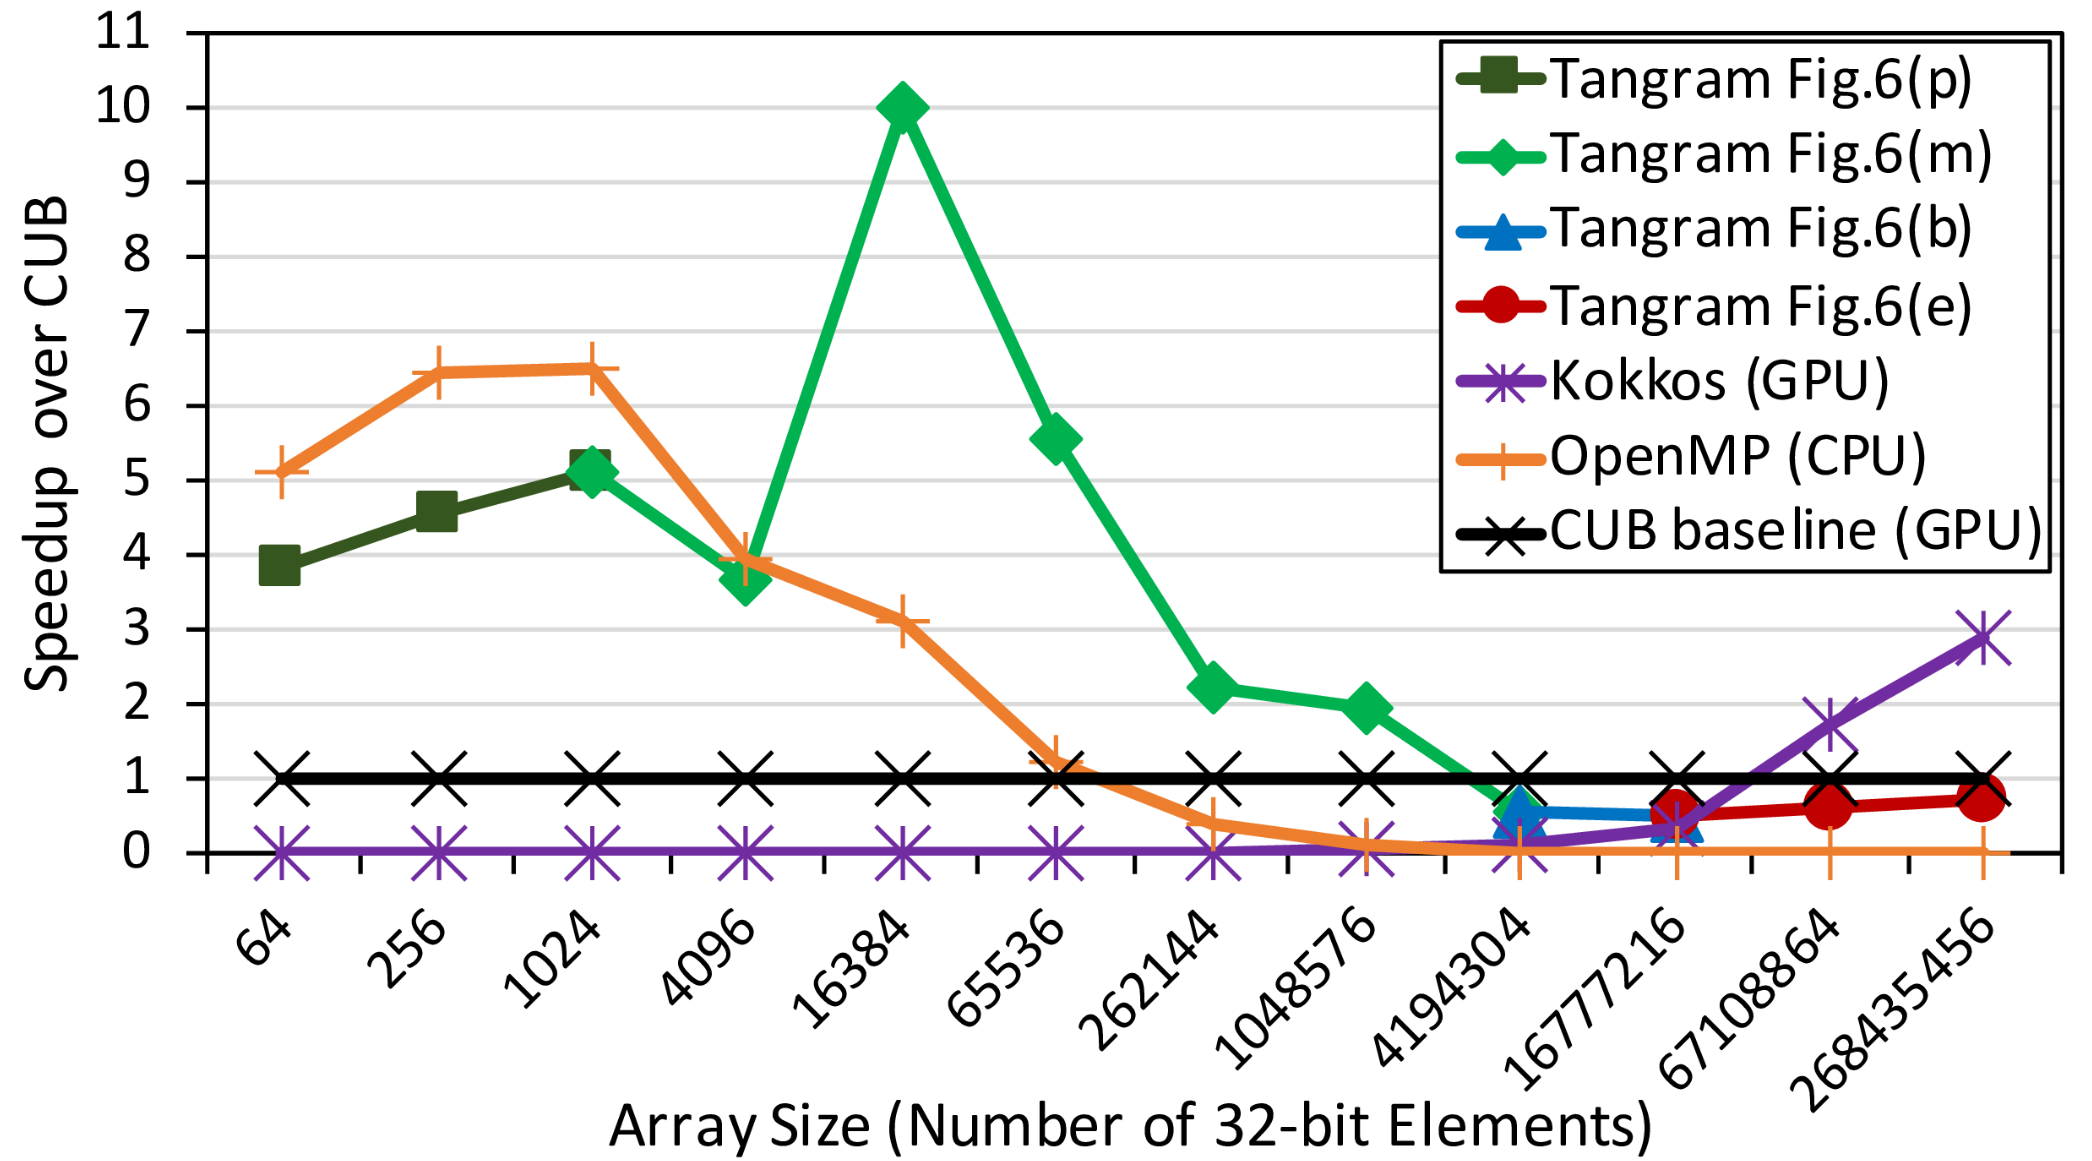 11
10
9
8
7
6
5
4
3
2
1
0
Speedup over CUB
Tangram Fig.6(p)
Tangram Fig.6(m)
Tangram Fig.6(b)
Tangram Fig.6(e)
Kokkos (GPU)
OpenMP (CPU)
CUB baseline (GPU)
64
256
1024
4096
16384
65536
262144
1048576
4194304
16777216
67108864
268435456
Array Size (Number of 32-bit Elements)